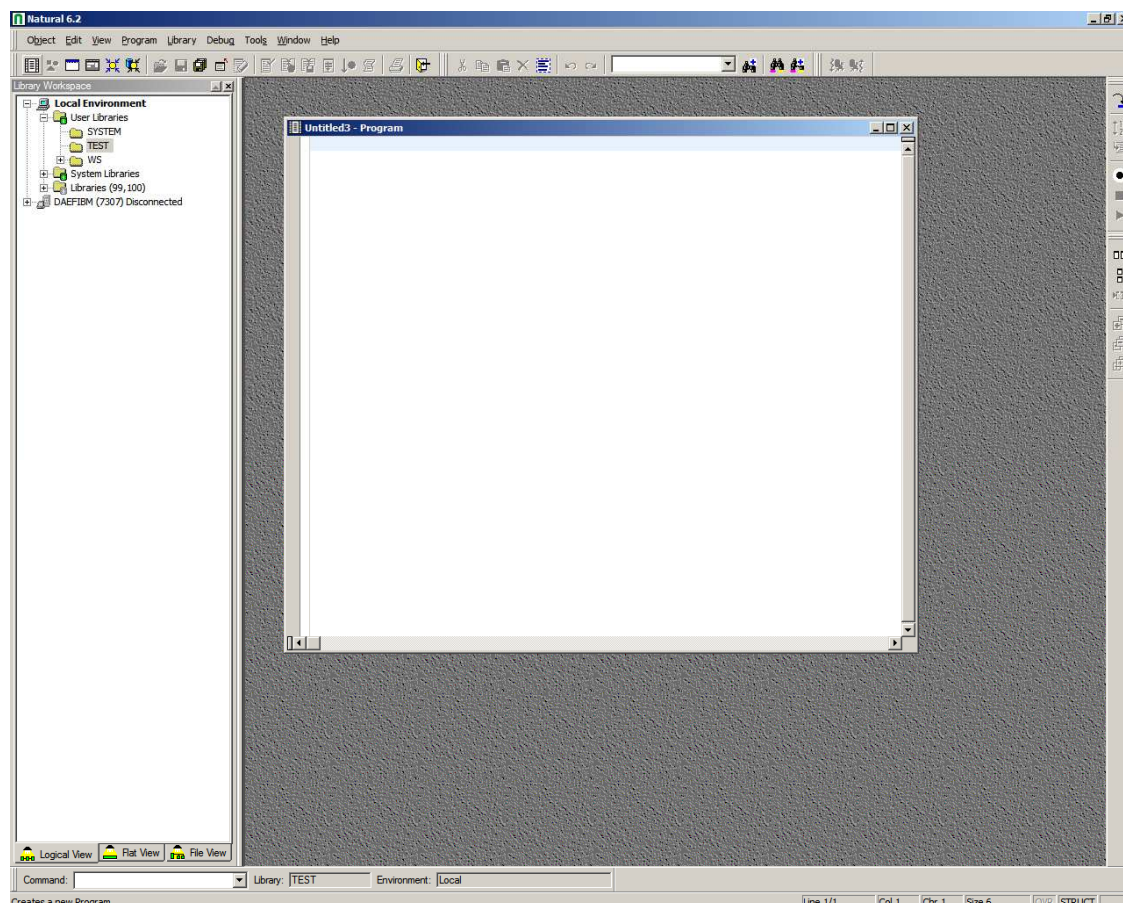 Natural 6.2
Object Edit View Program Library Debug Tools Window Help
Library Workspace
Local Environment
User Libraries
SYSTEM
TEST
WS
System Libraries
Libraries (99,100)
DAEFIBM (7307) Disconnected
Untitled3 - Program
Logical View Flat View File View
Command: Library: TEST Environment: Local
Creates a new Program Line 1/1 Col 1 Chr 1 Size 6 OVR STRUCT